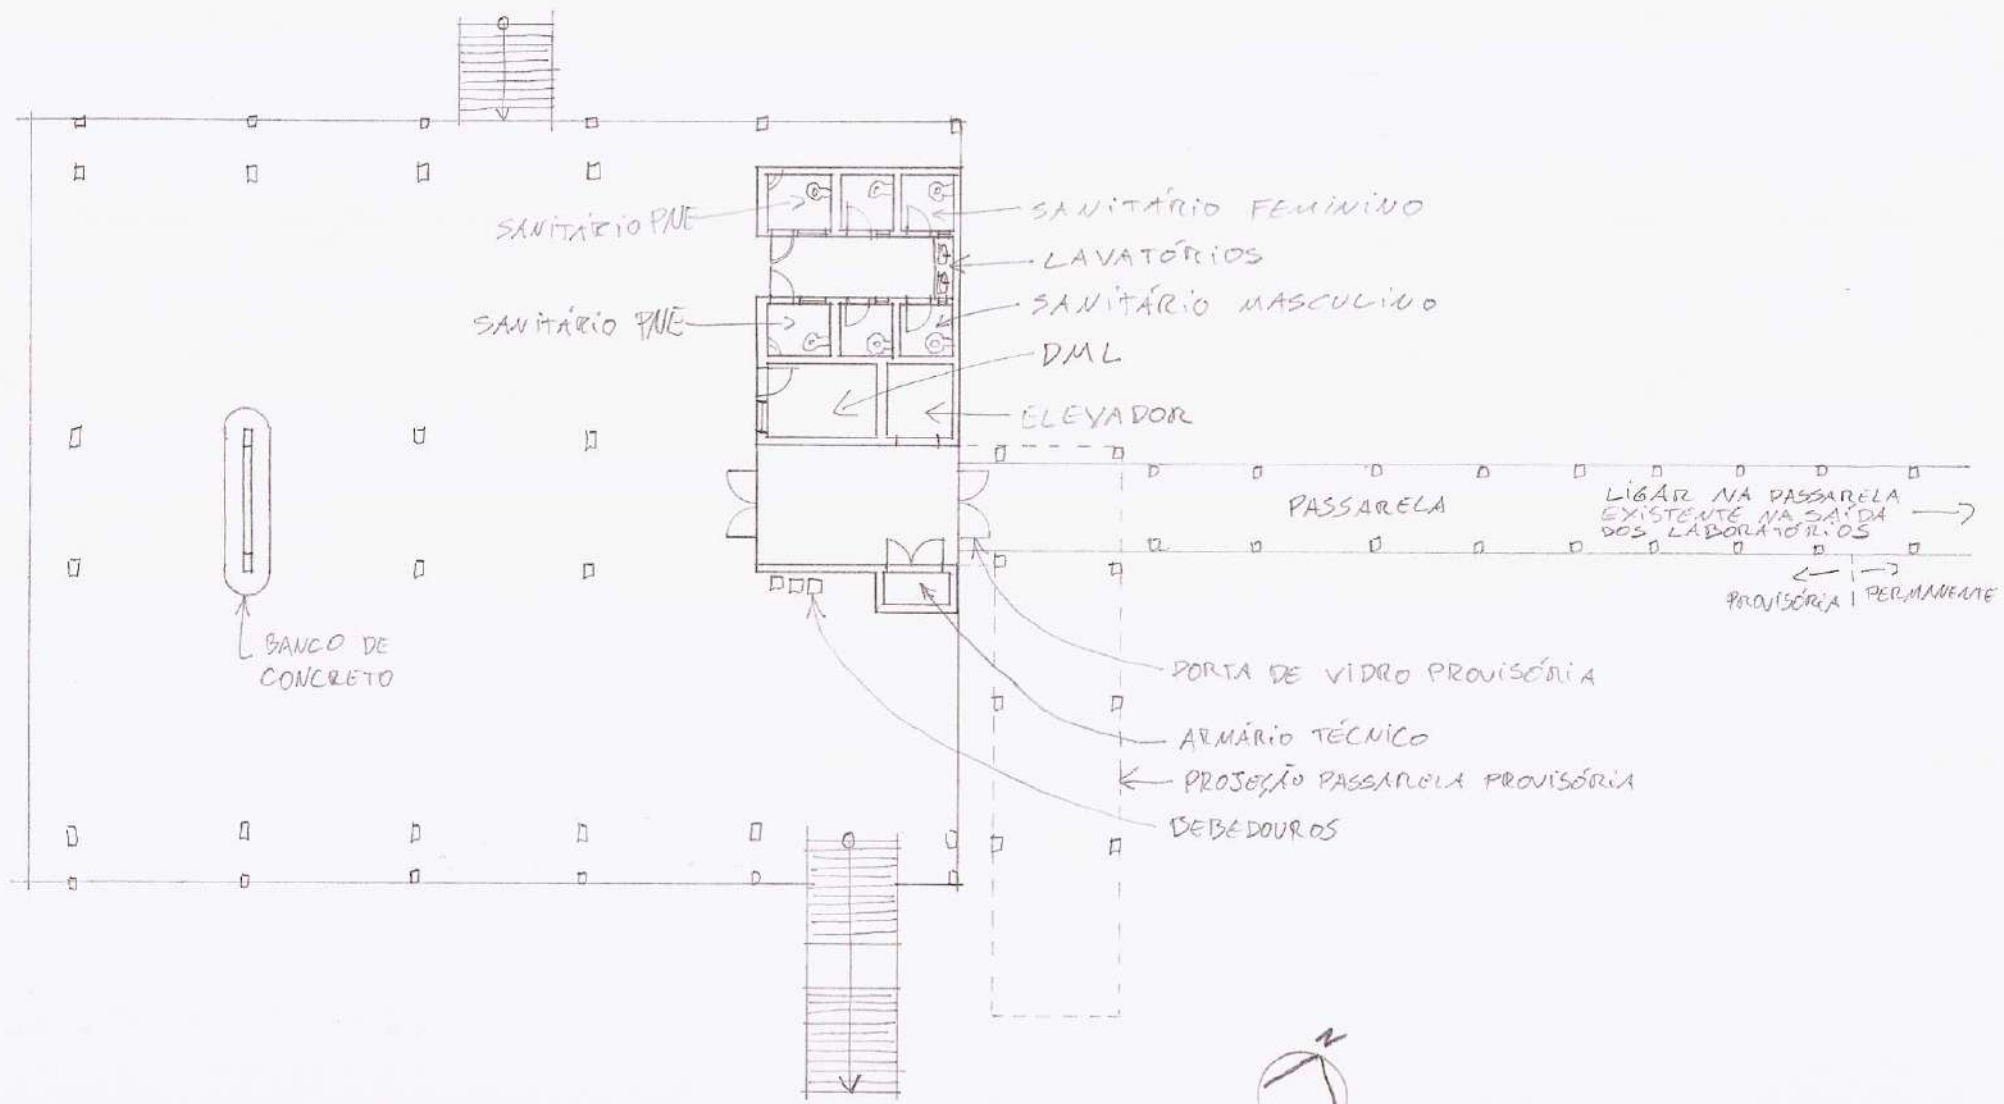 SANITÁRIO PNE
SANITÁRIO FEMININO
LAVATÓRIOS
SANITÁRIO PNE
SANITÁRIO MASCULINO
DML
ELEVADOR
PASSARELA
LIGAR NA PASSARELA
EXISTENTE NA SAÍDA
DOS LABORATÓRIOS
PROVISÓRIA
PERMANENTE
BANCO DE
CONCRETO
PORTA DE VIDRO PROVISÓRIA
ARMÁRIO TÉCNICO
PROJEÇÃO PASSARELA PROVISÓRIA
BEBEDOUROS
N